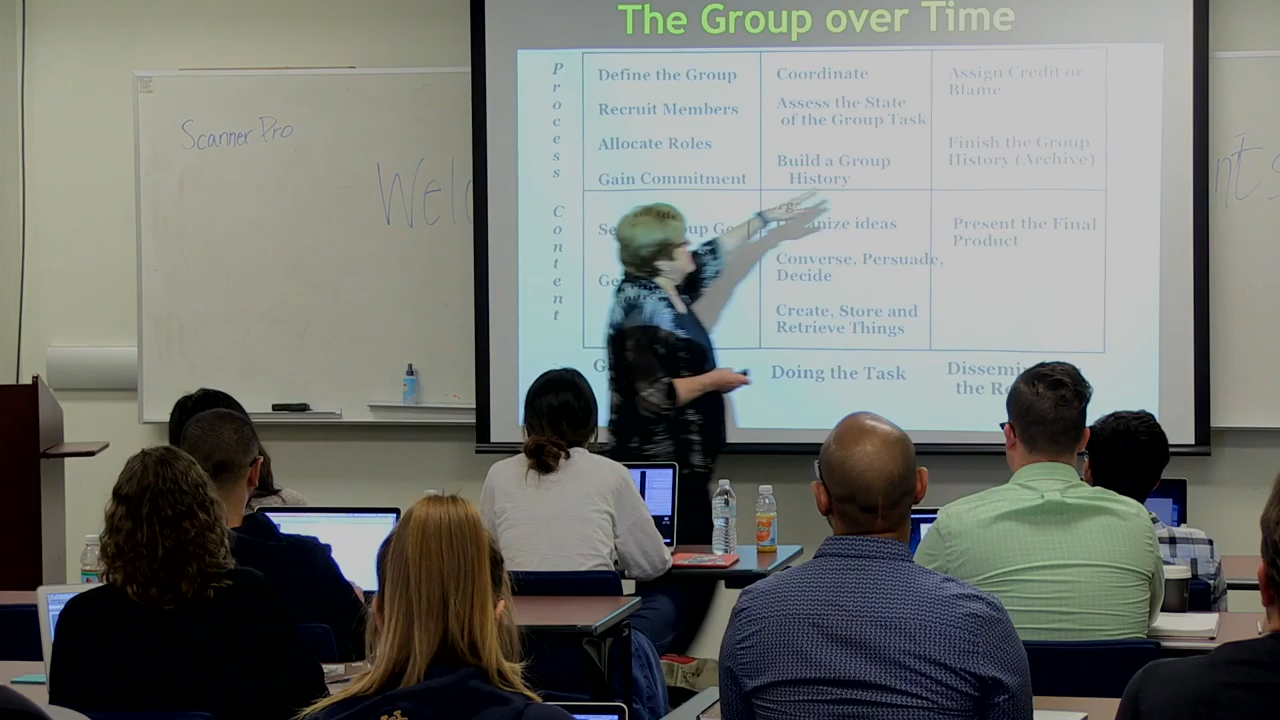 The Group over Time
Process
Define the Group
Recruit Members
Allocate Roles
Gain Commitment
Coordinate
Assess the State
of the Group Task
Build a Group
History
Assign Credit or
Blame
Finish the Group
History (Archive)
Content
ideas
Converse, Persuade,
Decide
Create, Store and
Retrieve Things
Present the Final
Product
Doing the Task
the
Scanner Pro